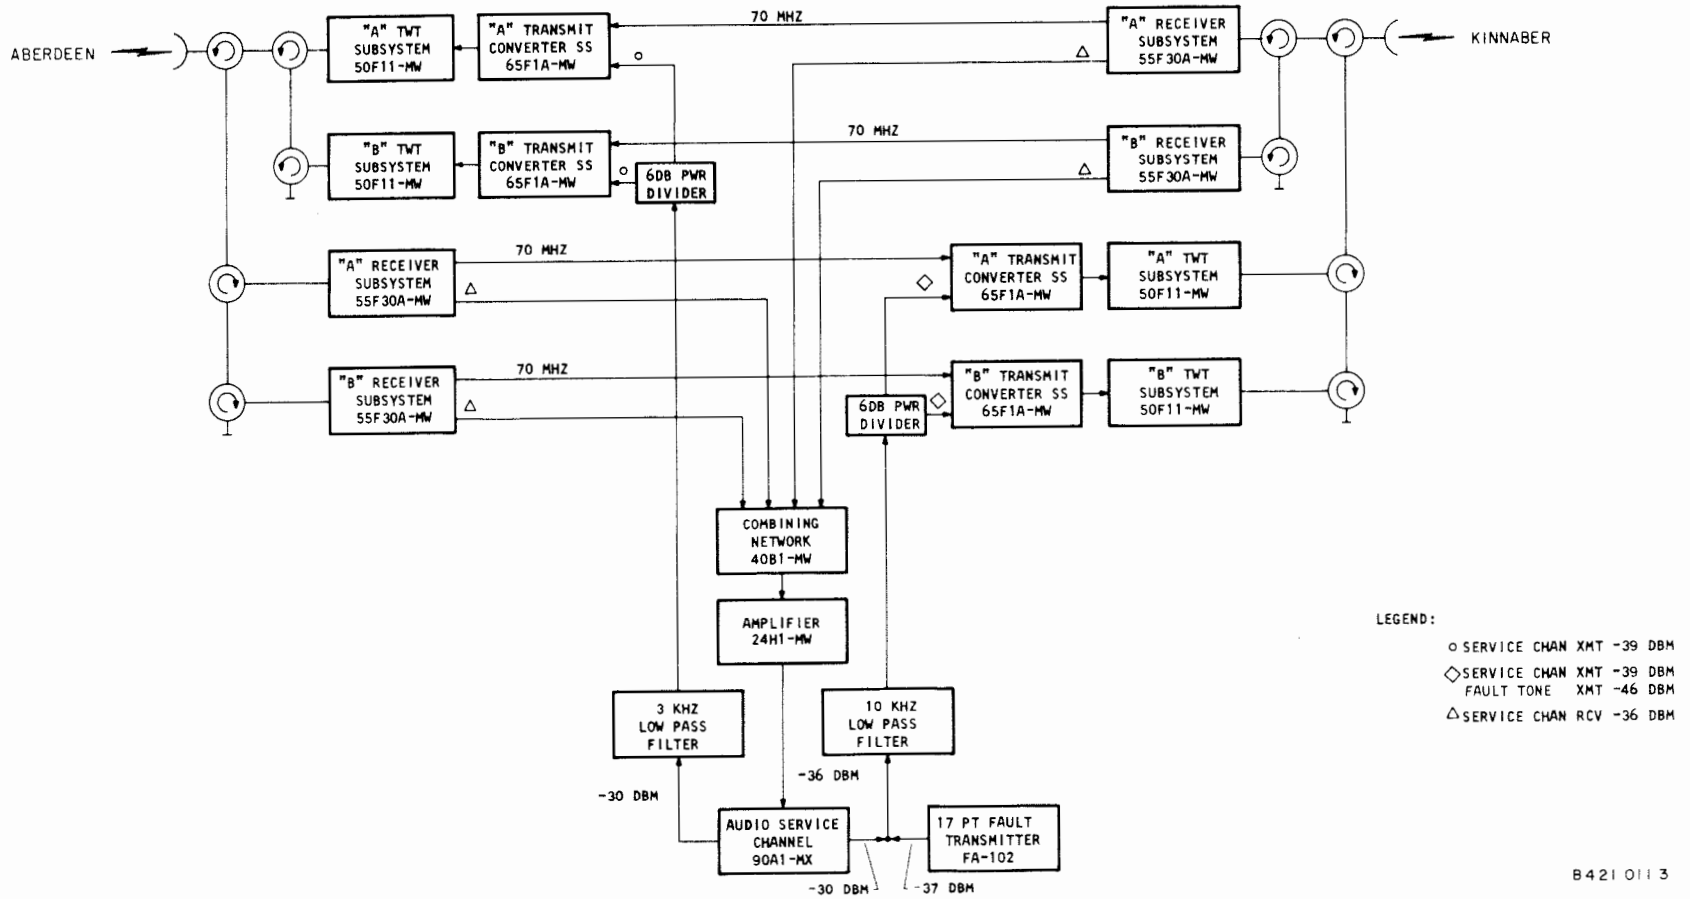 ABERDEEN
"A" TWT
SUBSYSTEM
50F11-MW
"A" TRANSMIT
CONVERTER SS
65F1A-MW
70 MHZ
"A" RECEIVER
SUBSYSTEM
55F30A-MW
KINNABER
"B" TWT
SUBSYSTEM
50F11-MW
"B" TRANSMIT
CONVERTER SS
65F1A-MW
6DB PWR
DIVIDER
70 MHZ
"B" RECEIVER
SUBSYSTEM
55F30A-MW
"A" RECEIVER
SUBSYSTEM
55F30A-MW
70 MHZ
"A" TRANSMIT
CONVERTER SS
65F1A-MW
"A" TWT
SUBSYSTEM
50F11-MW
"B" RECEIVER
SUBSYSTEM
55F30A-MW
70 MHZ
6DB PWR
DIVIDER
"B" TRANSMIT
CONVERTER SS
65F1A-MW
"B" TWT
SUBSYSTEM
50F11-MW
COMBINING
NETWORK
40B1-MW
AMPLIFIER
24H1-MW
3 KHZ
LOW PASS
FILTER
10 KHZ
LOW PASS
FILTER
-30 DBM
-36 DBM
AUDIO SERVICE
CHANNEL
90A1-MX
17 PT FAULT
TRANSMITTER
FA-102
-30 DBM
-37 DBM
LEGEND:
SERVICE CHAN XMT -39 DBM
SERVICE CHAN XMT -39 DBM
FAULT TONE XMT -46 DBM
SERVICE CHAN RCV -36 DBM
B421 011 3